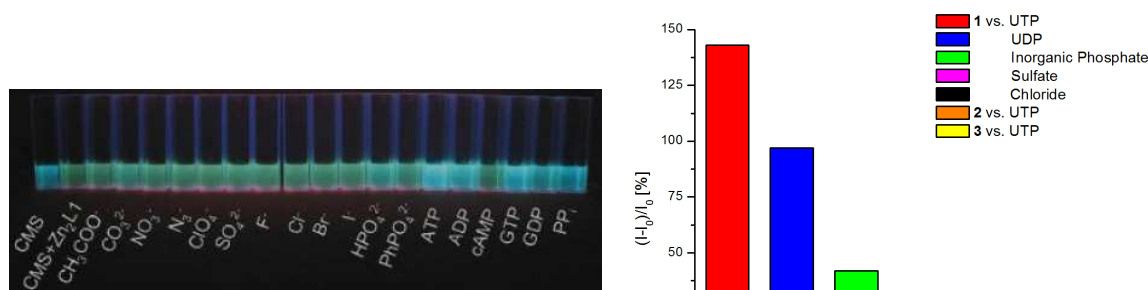 CMS
CMS+Zn₂L1
CH₃COO⁻
CO₃²⁻
NO₃⁻
N₃⁻
ClO₄⁻
SO₄²⁻
F⁻
Cl⁻
Br⁻
I⁻
HPO₄²⁻
PhPO₄²⁻
ATP
ADP
cAMP
GTP
GDP
PPᵢ
(I-I₀)/I₀ [%]
150
125
100
75
50
1 vs. UTP
UDP
Inorganic Phosphate
Sulfate
Chloride
2 vs. UTP
3 vs. UTP